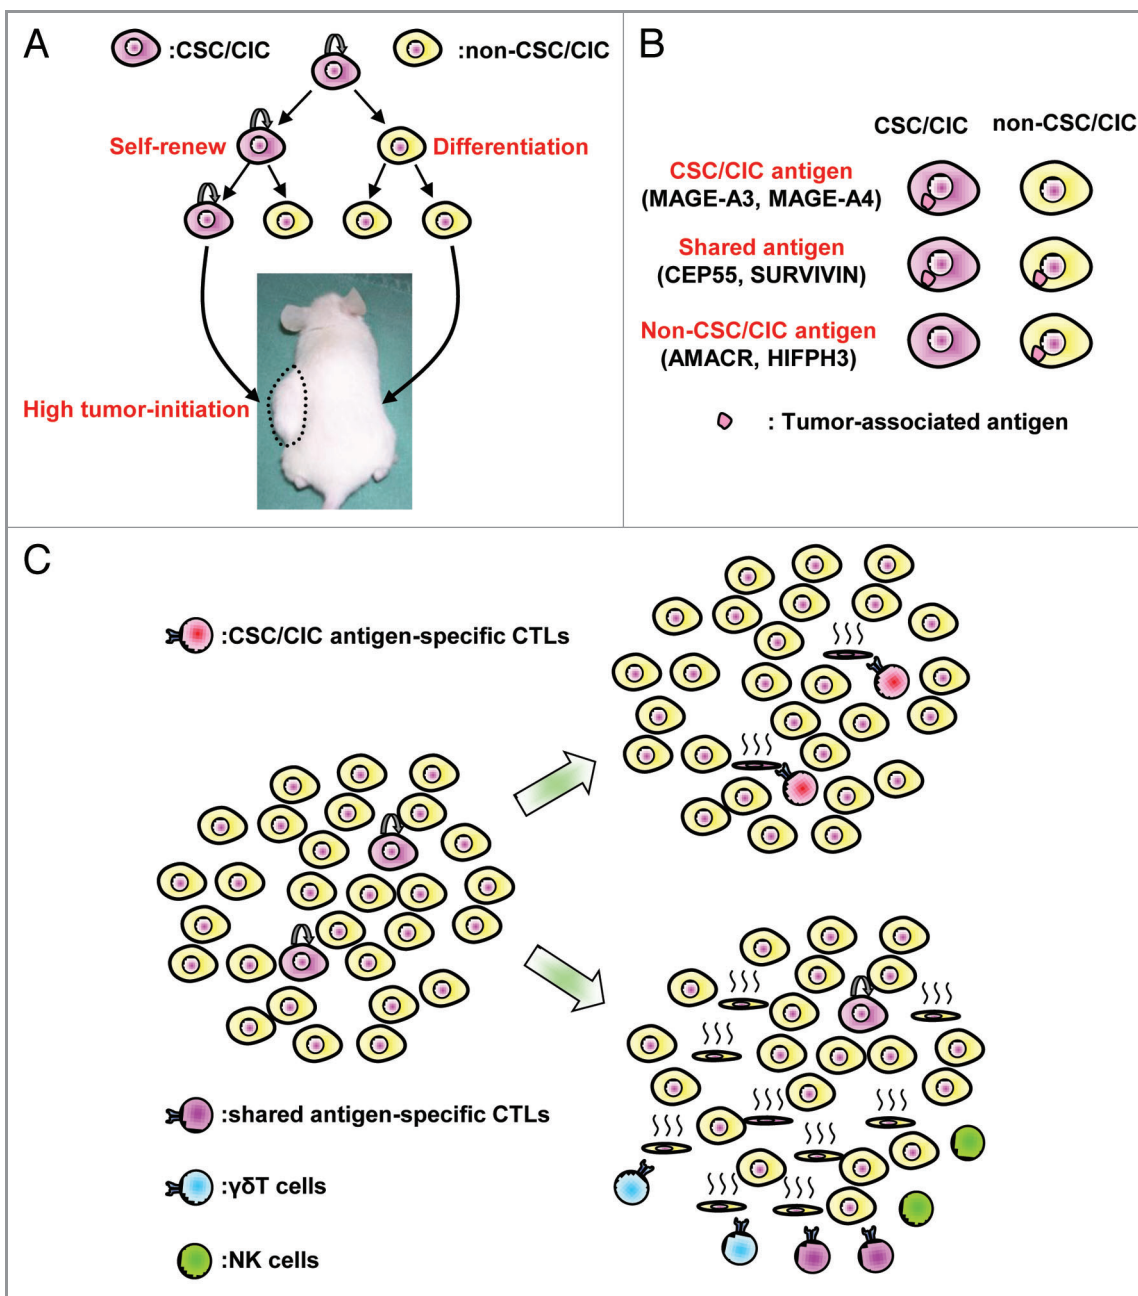 A
:CSC/CIC
:non-CSC/CIC
Self-renew
Differentiation
High tumor-initiation
B
CSC/CIC
non-CSC/CIC
CSC/CIC antigen
(MAGE-A3, MAGE-A4)
Shared antigen
(CEP55, SURVIVIN)
Non-CSC/CIC antigen
(AMACR, HIFPH3)
: Tumor-associated antigen
C
:CSC/CIC antigen-specific CTLs
:shared antigen-specific CTLs
:γδT cells
:NK cells